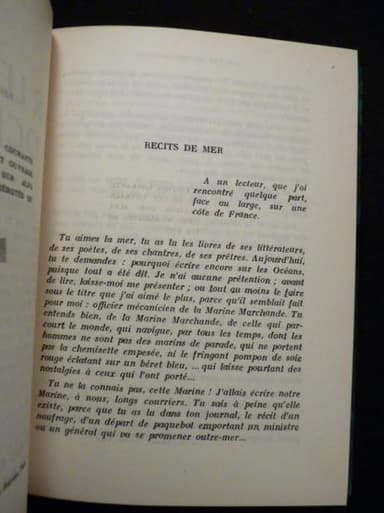 COURANTE
T OUVRAGE
SUR ALFA
RECITS DE MER
A un lecteur, que j'ai
rencontré quelque part,
face au large, sur une
côte de France.
Tu aimes la mer, tu as lu les livres de ses littérateurs,
de ses poètes, de ses chantres, de ses prêtres. Aujourd'hui,
tu te demandes : pourquoi écrire encore sur les Océans,
puisque tout a été dit. Je n'ai aucune prétention ; avant
de lire, laisse-moi me présenter ; ou tout au moins le faire
sous le titre que j'ai aimé le plus, parce qu'il semblait fait
pour moi : officier mécanicien de la Marine Marchande. Tu
entends bien, de la Marine Marchande, de celle qui par-
court le monde, qui navigue, par tous les temps, dont les
hommes ne sont pas des marins de parade, qui ne portent
pas la chemisette empesée, ni le fringant pompon de soie
rouge éclatant sur un béret bleu, ... qui laisse pourtant des
nostalgies à ceux qui l'ont porté...
Tu ne la connais pas, cette Marine ! J'allais écrire notre
Marine, à nous, longs courriers. Tu sais à peine qu'elle
existe, parce que tu as lu dans ton journal, le récit d'un
naufrage, d'un départ de paquebot emportant un ministre
ou un général qui va se promener outre-mer...